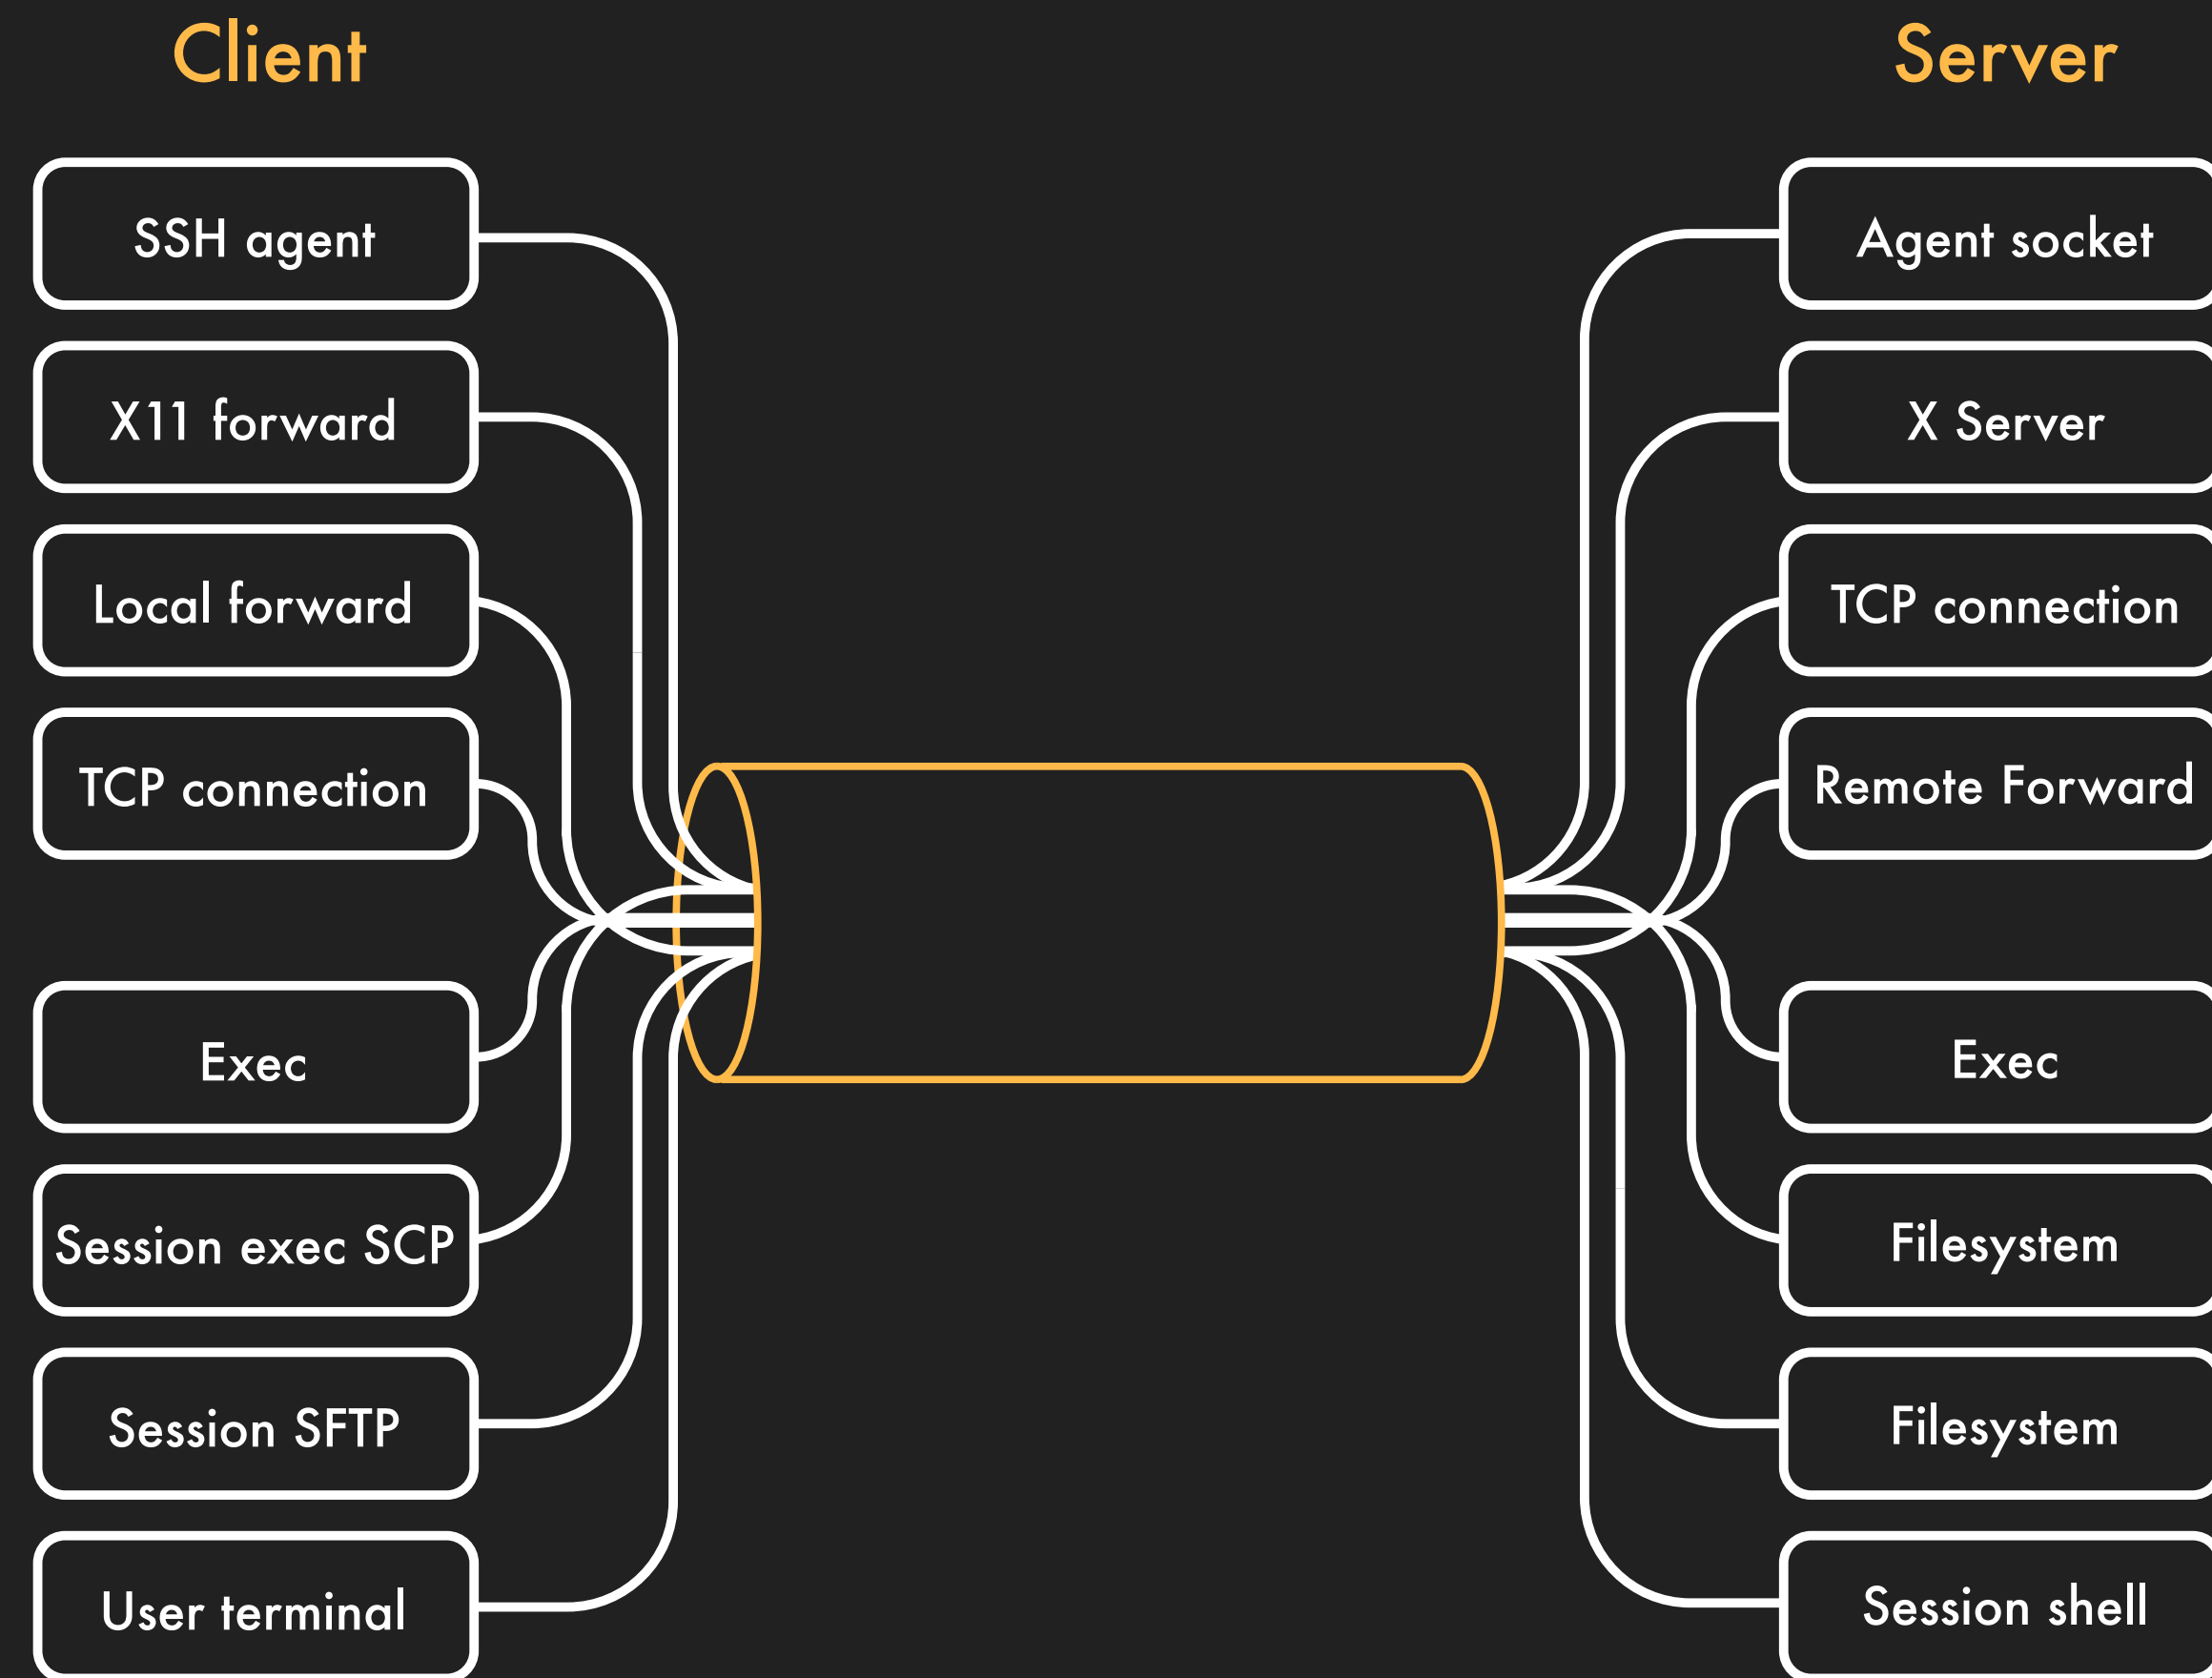 Client
Server
SSH agent
Agent socket
X11 forward
X Server
Local forward
TCP connection
TCP connection
Remote Forward
Exec
Exec
Session exec SCP
Filesystem
Session SFTP
Filesystem
User terminal
Session shell